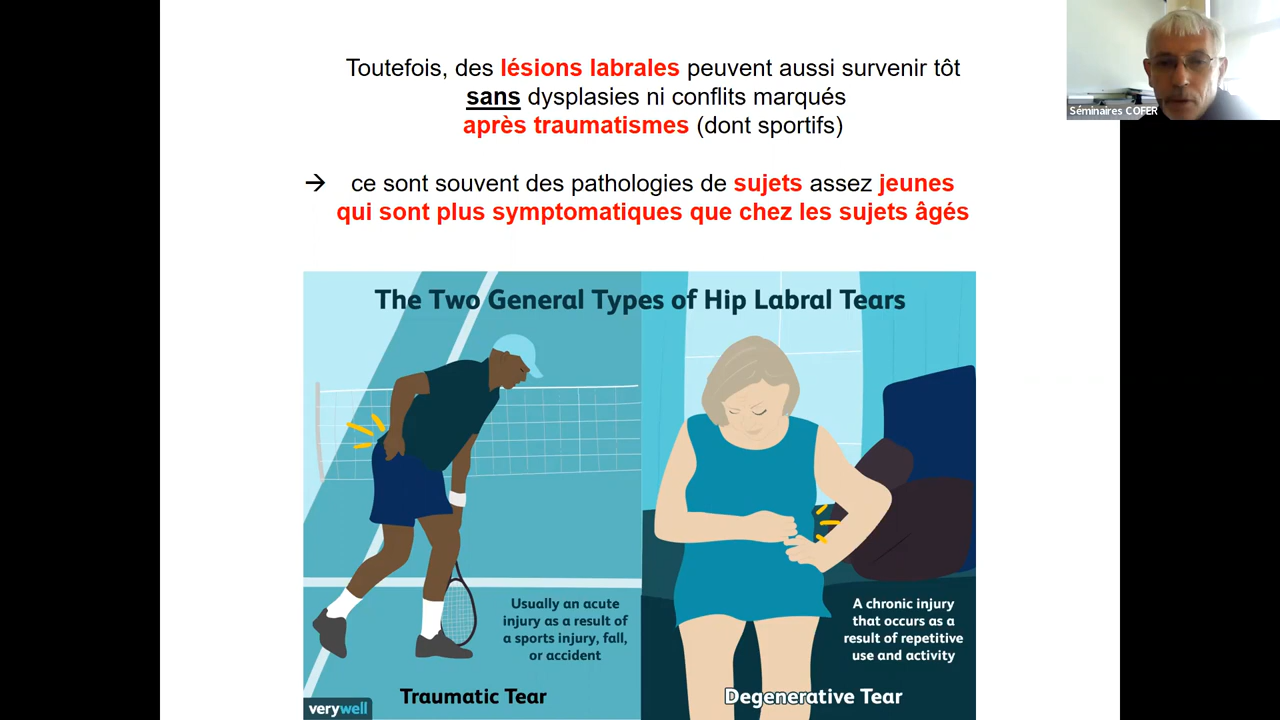 Toutefois, des lésions labrales peuvent aussi survenir tôt
sans dysplasies ni conflits marqués
après traumatismes (dont sportifs)
→ ce sont souvent des pathologies de sujets assez jeunes
qui sont plus symptomatiques que chez les sujets âgés
Séminaires COFER
The Two General Types of Hip Labral Tears
Usually an acute
injury as a result of
a sports injury, fall,
or accident
Traumatic Tear
A chronic injury
that occurs as a
result of repetitive
use and activity
Degenerative Tear
verywell